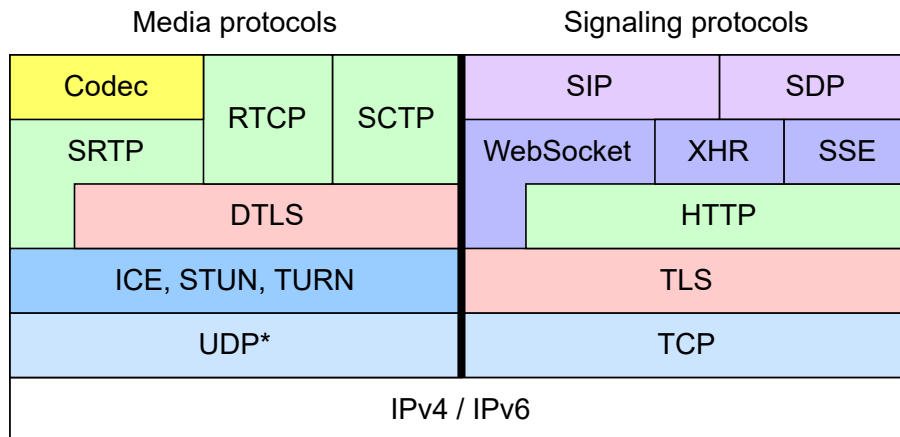 Media protocols
Signaling protocols
Codec
RTCP
SCTP
SIP
SDP
SRTP
WebSocket
XHR
SSE
DTLS
HTTP
ICE, STUN, TURN
TLS
UDP*
TCP
IPv4 / IPv6